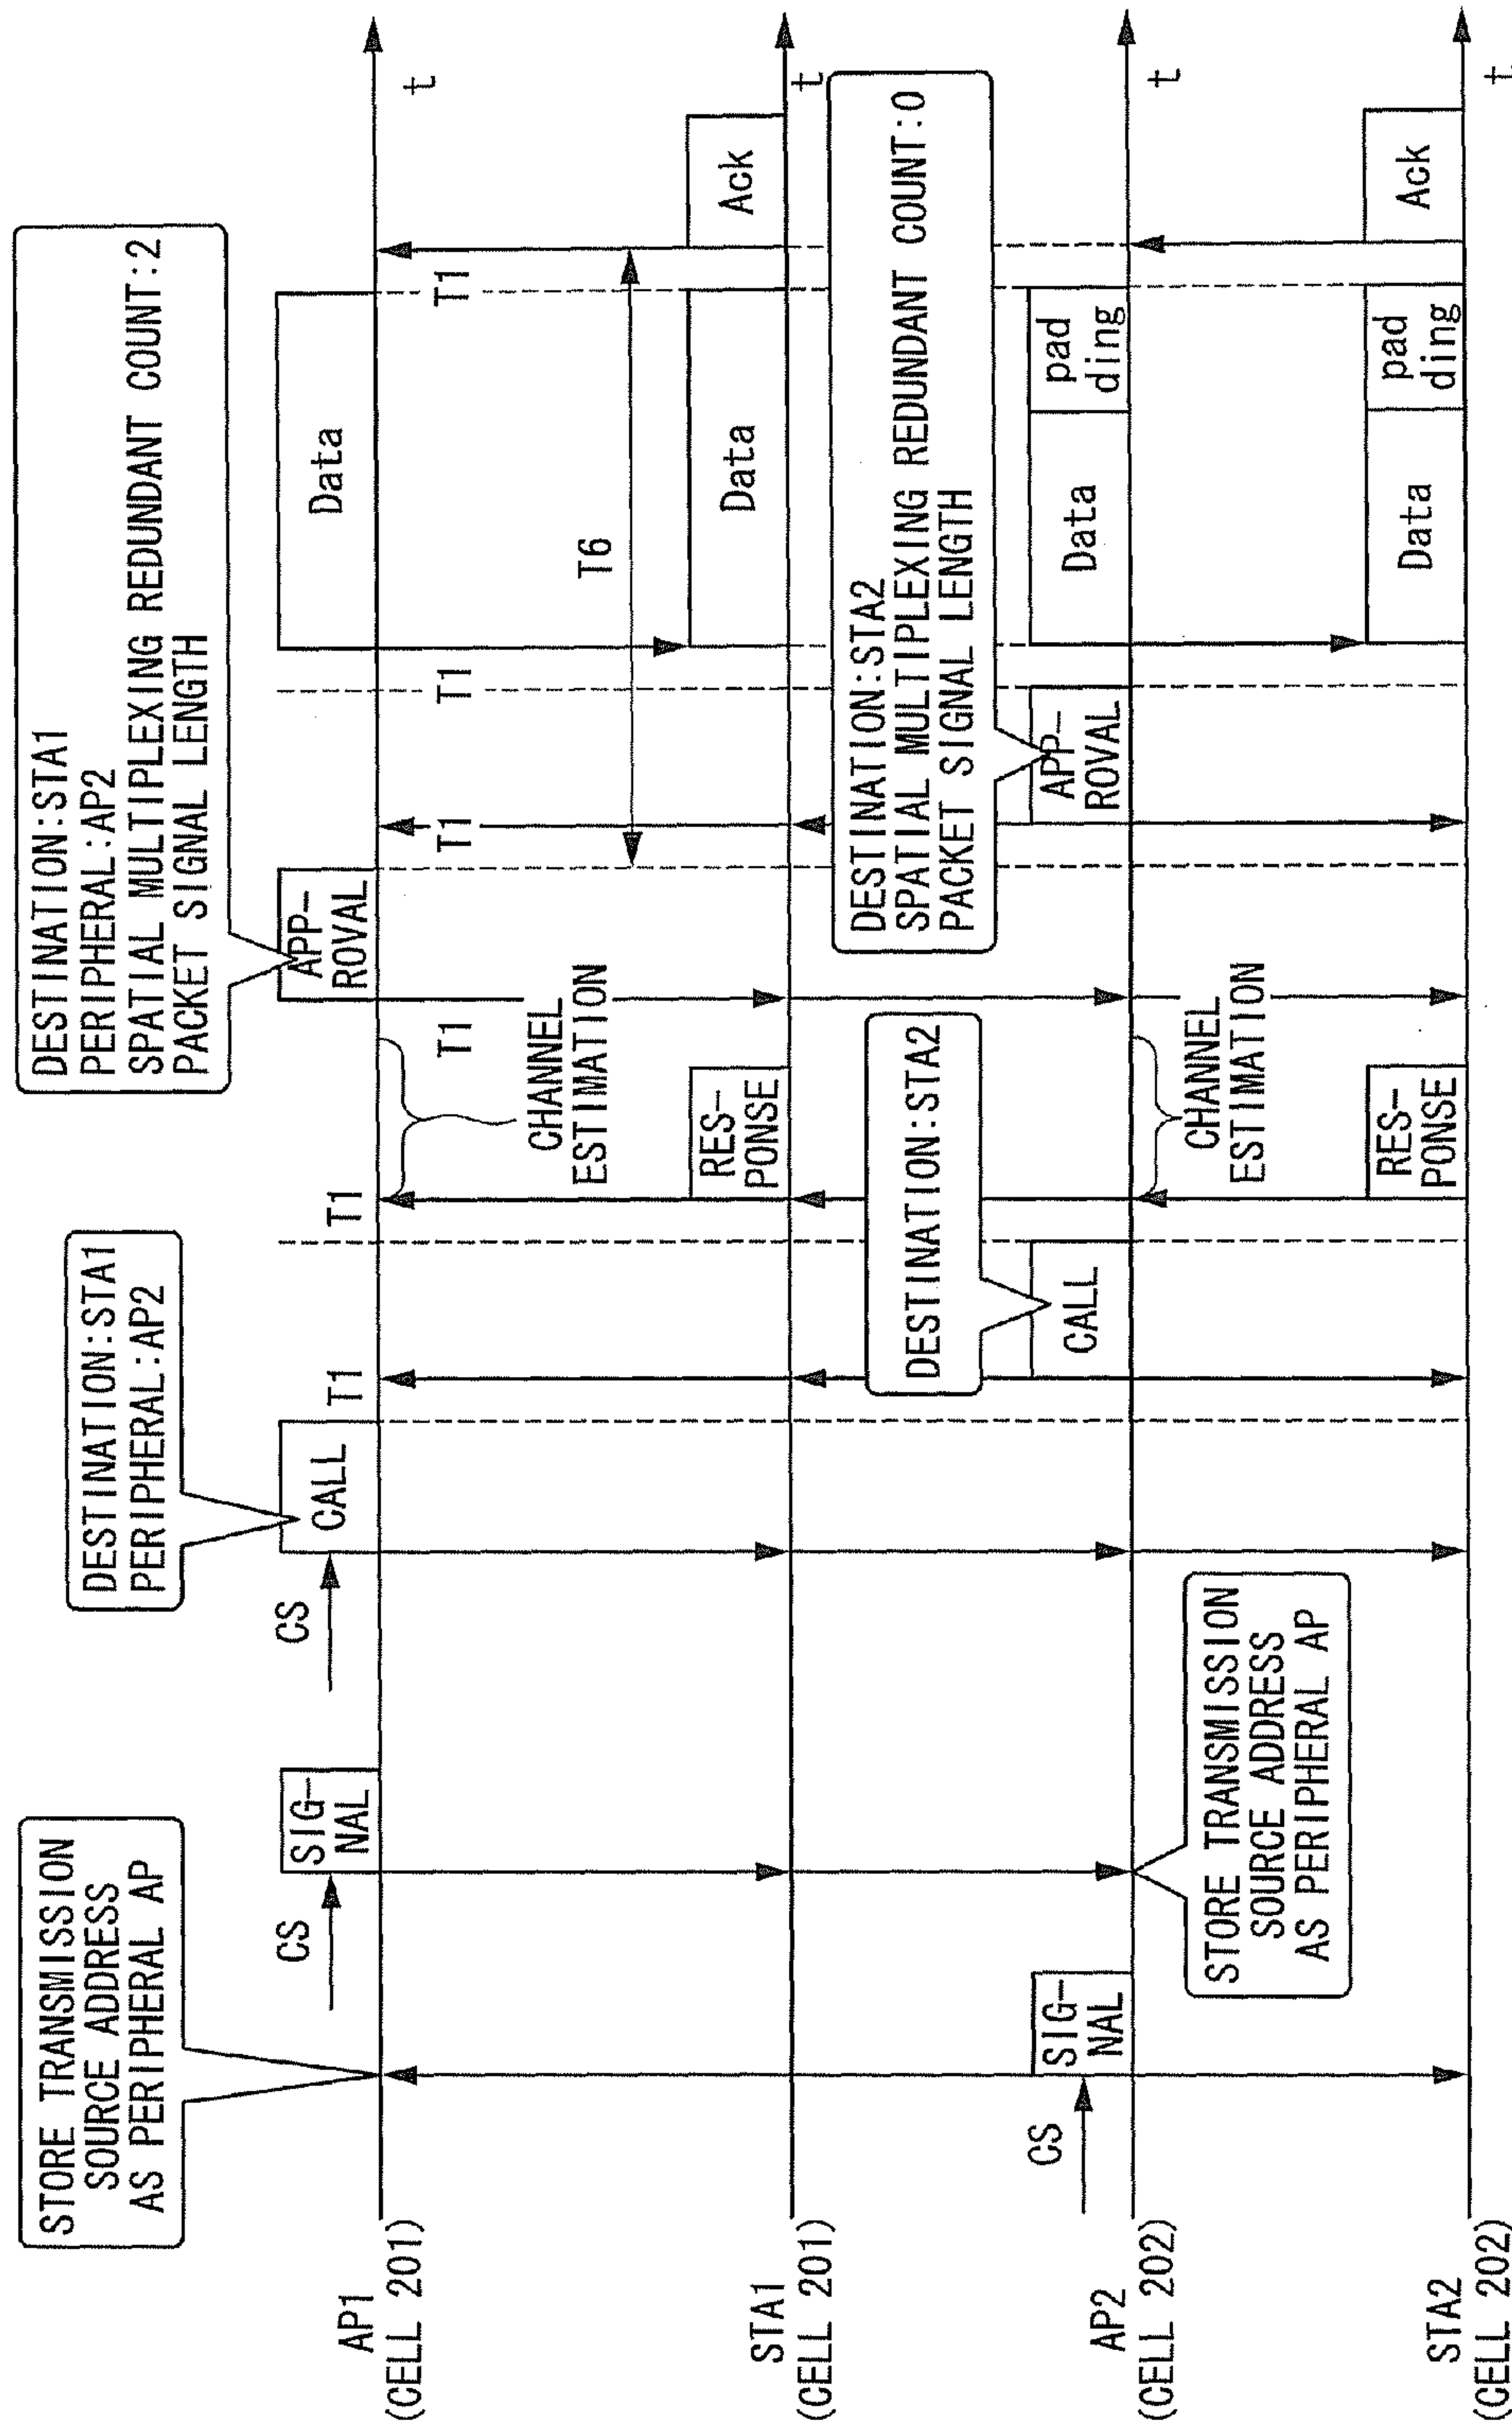 STORE TRANSMISSION
SOURCE ADDRESS
AS PERIPHERAL AP
DESTINATION:STA1
PERIPHERAL:AP2
DESTINATION:STA1
PERIPHERAL:AP2
SPATIAL MULTIPLEXING REDUNDANT COUNT:2
PACKET SIGNAL LENGTH
AP1
(CELL 201)
CS
SIG-
NAL
CS
CALL
T1
T1
APP-
ROVAL
Data
t
CHANNEL
ESTIMATION
T1
T1
T1
T1
T6
STA1
(CELL 201)
RES-
PONSE
Data
Ack
t
DESTINATION:STA2
DESTINATION:STA2
SPATIAL MULTIPLEXING REDUNDANT COUNT:0
PACKET SIGNAL LENGTH
AP2
(CELL 202)
CS
SIG-
NAL
CALL
APP-
ROVAL
Data
pad
ding
t
STORE TRANSMISSION
SOURCE ADDRESS
AS PERIPHERAL AP
CHANNEL
ESTIMATION
STA2
(CELL 202)
RES-
PONSE
Data
pad
ding
Ack
t